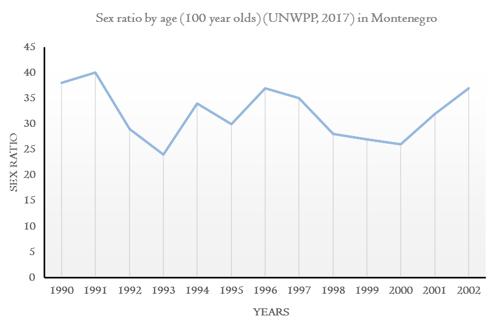 Sex ratio by age (100 year olds)(UNWPP, 2017) in Montenegro
45
40
35
30
25
20
15
10
5
0
SEX RATIO
1990 1991 1992 1993 1994 1995 1996 1997 1998 1999 2000 2001 2002
YEARS